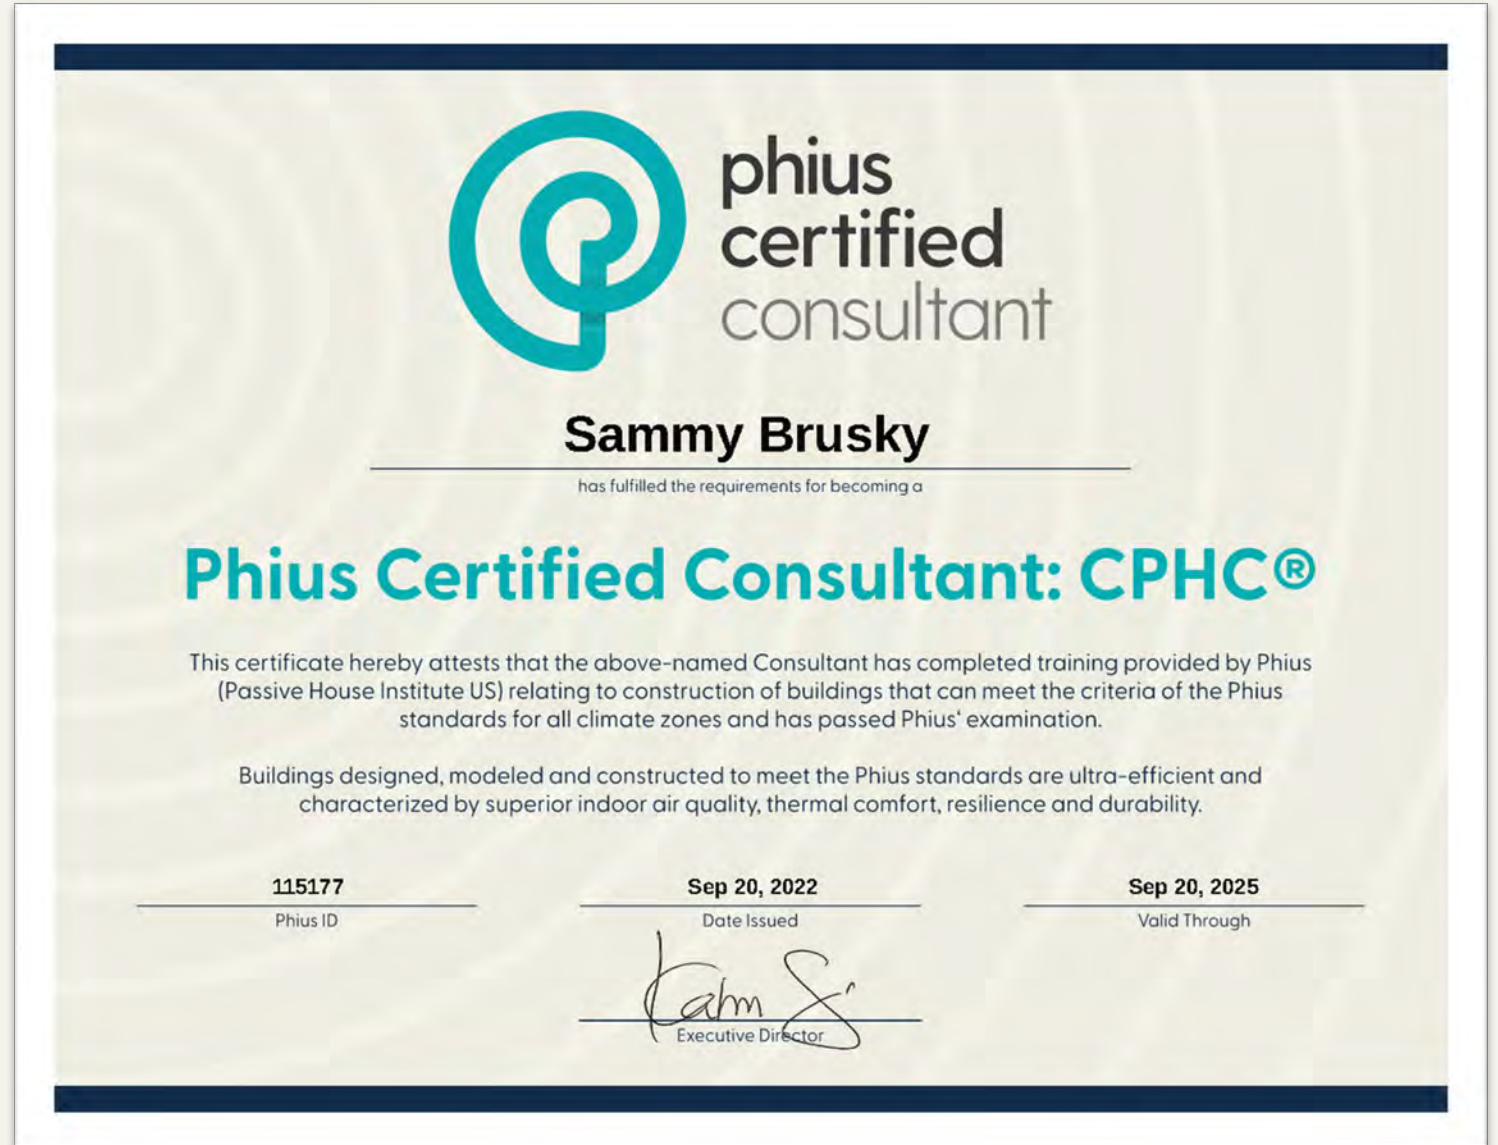 phius
certified
consultant
Sammy Brusky
has fulfilled the requirements for becoming a
Phius Certified Consultant: CPHC®
This certificate hereby attests that the above-named Consultant has completed training provided by Phius
(Passive House Institute US) relating to construction of buildings that can meet the criteria of the Phius
standards for all climate zones and has passed Phius‘ examination.
Buildings designed, modeled and constructed to meet the Phius standards are ultra-efficient and
characterized by superior indoor air quality, thermal comfort, resilience and durability.
115177 Sep 20, 2022 Sep 20, 2025
Phius ID Date Issued Valid Through
Executive Director